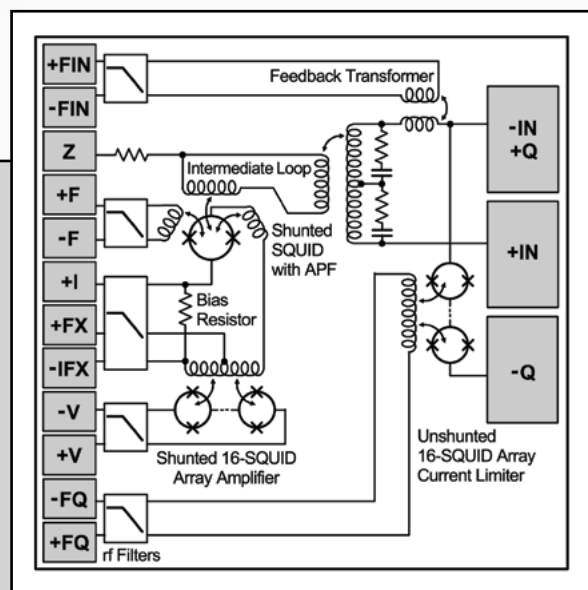 +FIN
-FIN
Z
+F
-F
+I
+FX
-IFX
-V
+V
-FQ
+FQ
rf Filters
Feedback Transformer
Intermediate Loop
Shunted
SQUID
with APF
Bias
Resistor
Shunted 16-SQUID
Array Amplifier
Unshunted
16-SQUID Array
Current Limiter
-IN
+Q
+IN
-Q